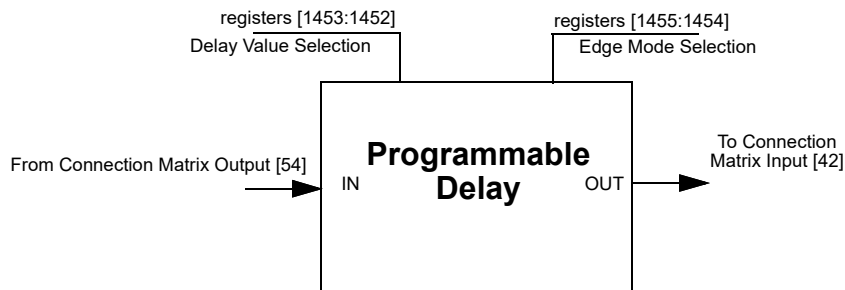 registers [1453:1452]
Delay Value Selection
registers [1455:1454]
Edge Mode Selection
From Connection Matrix Output [54]
IN
Programmable
Delay
OUT
To Connection
Matrix Input [42]